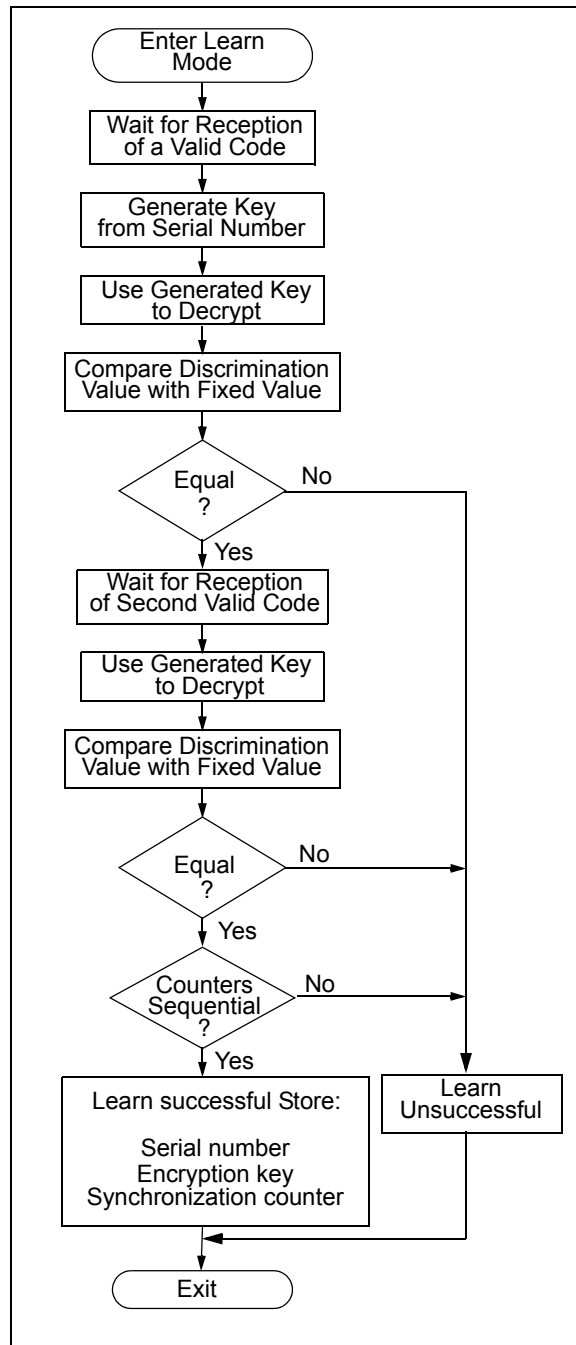 Enter Learn
Mode
Wait for Reception
of a Valid Code
Generate Key
from Serial Number
Use Generated Key
to Decrypt
Compare Discrimination
Value with Fixed Value
Equal
?
No
Yes
Wait for Reception
of Second Valid Code
Use Generated Key
to Decrypt
Compare Discrimination
Value with Fixed Value
Equal
?
No
Yes
Counters
Sequential
?
No
Yes
Learn successful Store:
Serial number
Encryption key
Synchronization counter
Learn
Unsuccessful
Exit